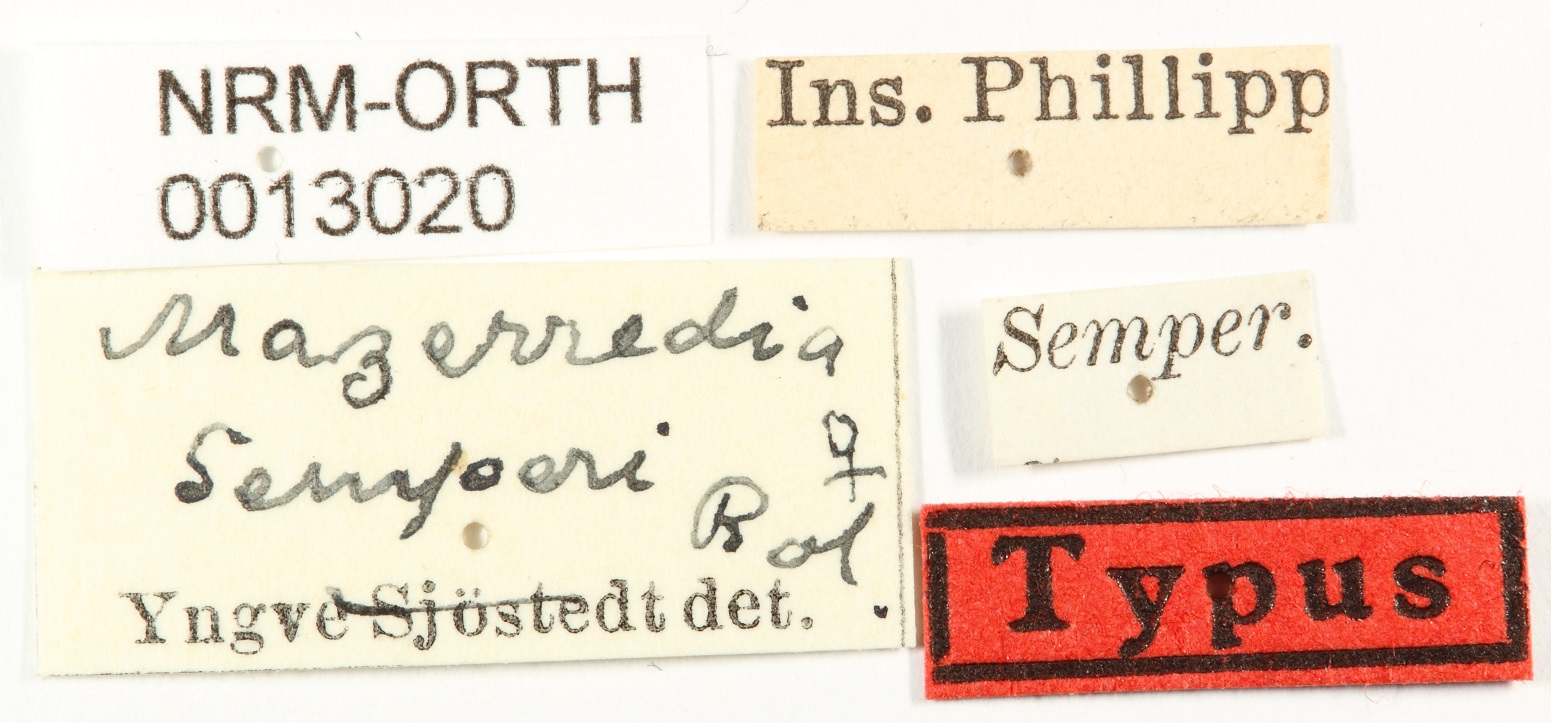 NRM-ORTH
0013020
Ins. Phillipp
Mazerredia
Semperi ♀
Bol.
Yngve Sjöstedt det.
Semper.
Typus